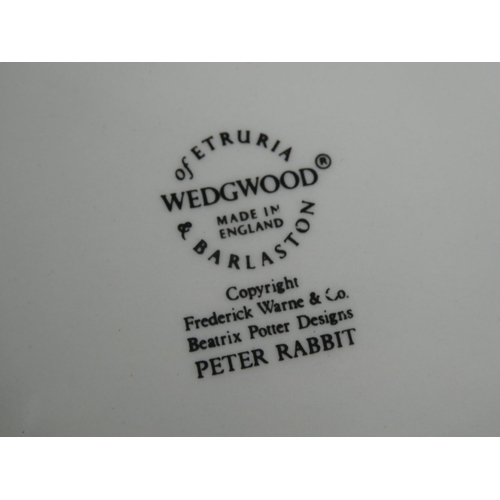 of ETRURIA
WEDGWOOD®
MADE IN
ENGLAND
& BARLASTON
Copyright
Frederick Warne & Co.
Beatrix Potter Designs
PETER RABBIT